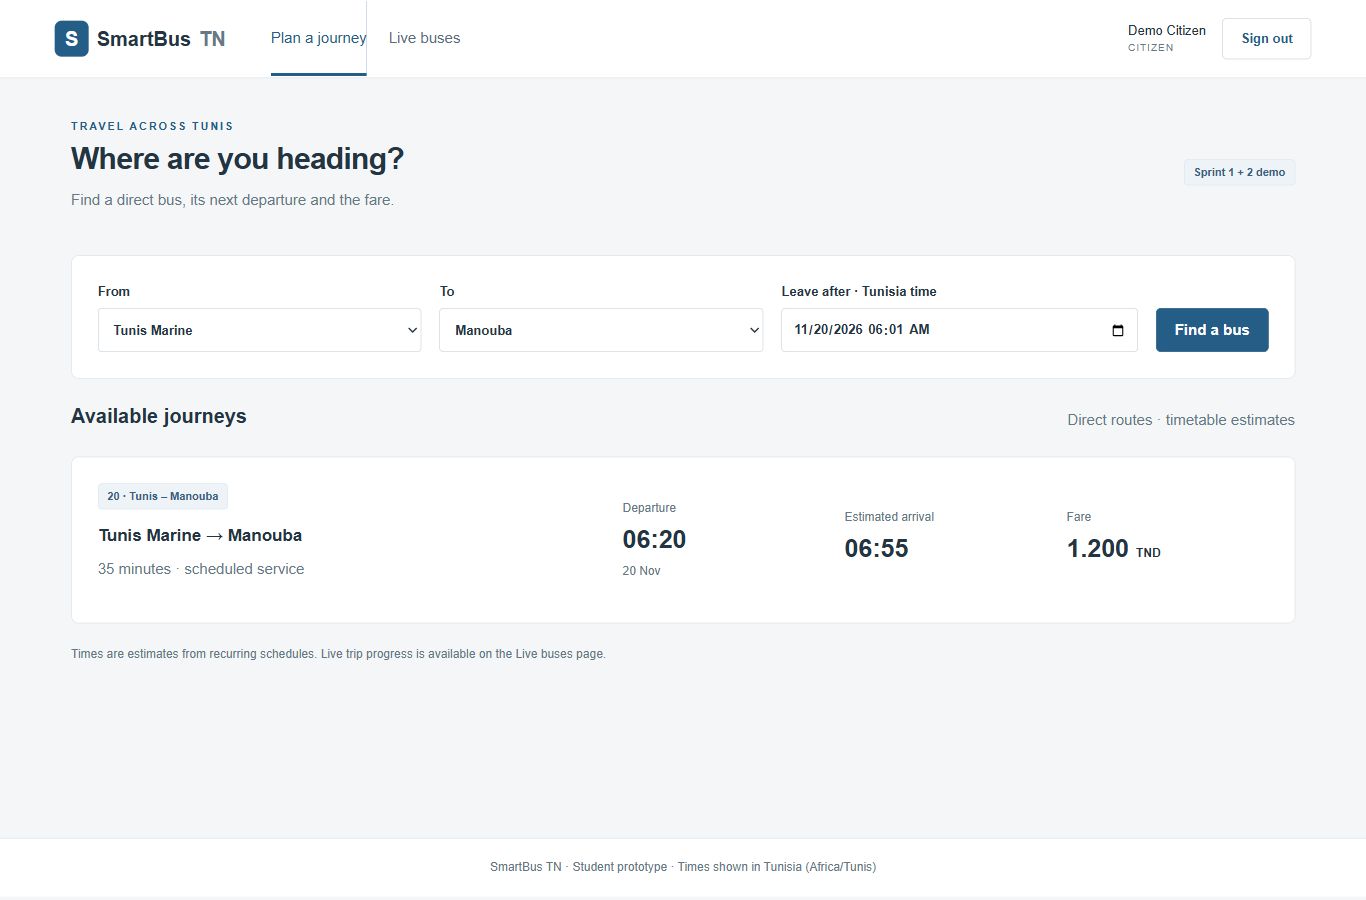 S SmartBus TN
Plan a journey
Live buses
Demo Citizen
CITIZEN
Sign out
TRAVEL ACROSS TUNIS
Where are you heading?
Find a direct bus, its next departure and the fare.
Sprint 1 + 2 demo
From
Tunis Marine
To
Manouba
Leave after · Tunisia time
11/20/2026 06:01 AM
Find a bus
Available journeys
Direct routes · timetable estimates
20 · Tunis – Manouba
Tunis Marine → Manouba
35 minutes · scheduled service
Departure
06:20
20 Nov
Estimated arrival
06:55
Fare
1.200 TND
Times are estimates from recurring schedules. Live trip progress is available on the Live buses page.
SmartBus TN · Student prototype · Times shown in Tunisia (Africa/Tunis)